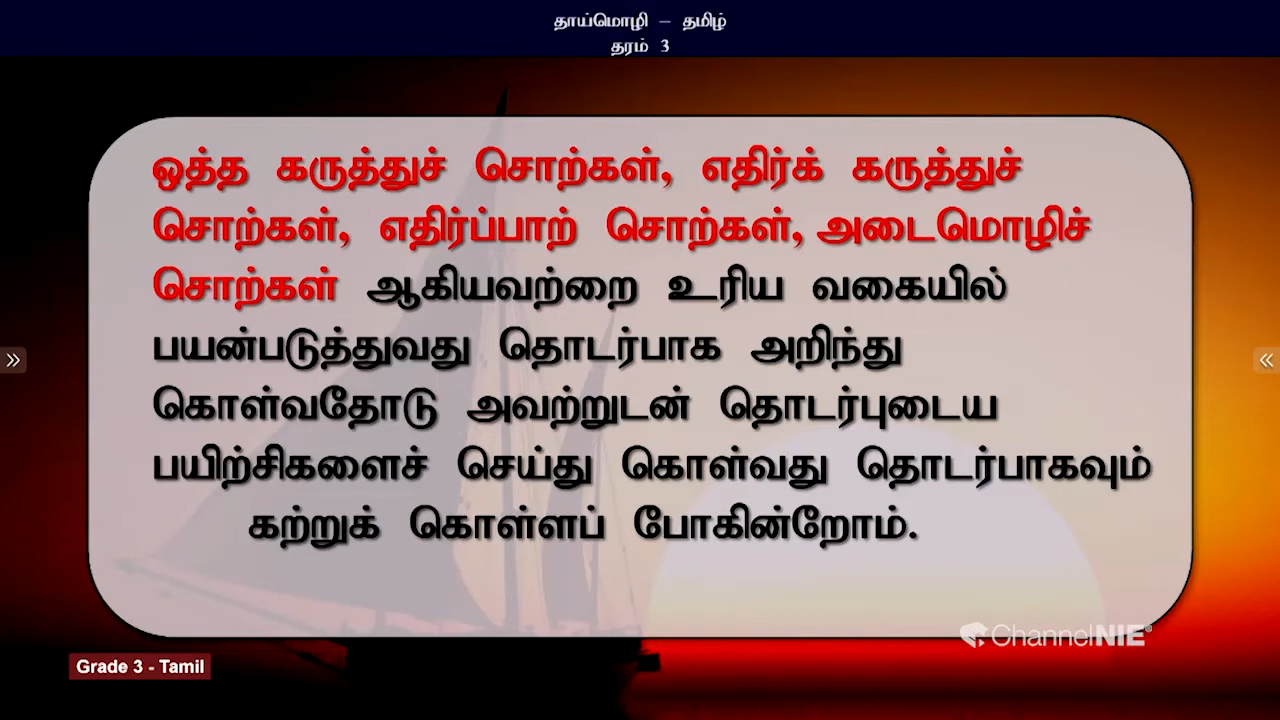 தாய்மொழி – தமிழ்
தரம் 3
ஒத்த கருத்துச் சொற்கள், எதிர்க் கருத்துச்
சொற்கள், எதிர்ப்பாற் சொற்கள், அடைமொழிச்
சொற்கள் ஆகியவற்றை உரிய வகையில்
பயன்படுத்துவது தொடர்பாக அறிந்து
கொள்வதோடு அவற்றுடன் தொடர்புடைய
பயிற்சிகளைச் செய்து கொள்வது தொடர்பாகவும்
கற்றுக் கொள்ளப் போகின்றோம்.
ChannelNIE
Grade 3 - Tamil